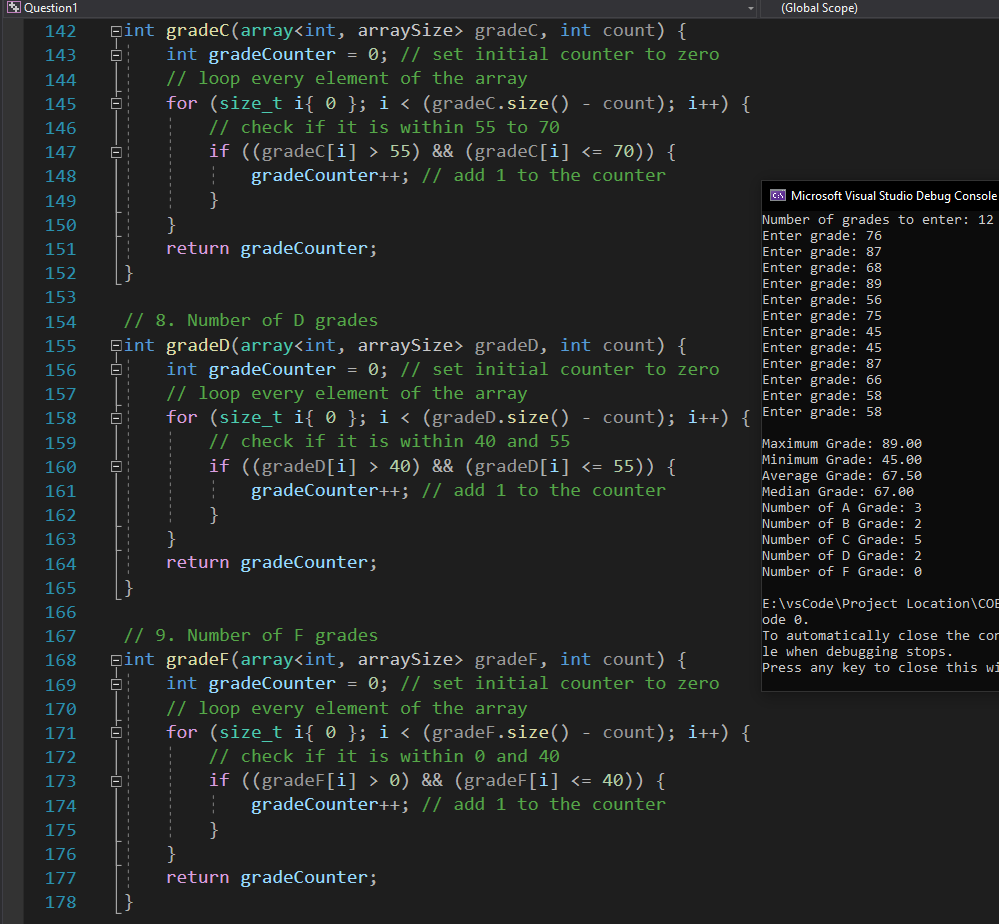 Question1
(Global Scope)
142 int gradeC(array<int, arraySize> gradeC, int count) {
143 int gradeCounter = 0; // set initial counter to zero
144 // loop every element of the array
145 for (size_t i{ 0 }; i < (gradeC.size() - count); i++) {
146 // check if it is within 55 to 70
147 if ((gradeC[i] > 55) && (gradeC[i] <= 70)) {
148 gradeCounter++; // add 1 to the counter
149 }
150 }
151 return gradeCounter;
152 }
153
154 // 8. Number of D grades
155 int gradeD(array<int, arraySize> gradeD, int count) {
156 int gradeCounter = 0; // set initial counter to zero
157 // loop every element of the array
158 for (size_t i{ 0 }; i < (gradeD.size() - count); i++) {
159 // check if it is within 40 and 55
160 if ((gradeD[i] > 40) && (gradeD[i] <= 55)) {
161 gradeCounter++; // add 1 to the counter
162 }
163 }
164 return gradeCounter;
165 }
166
167 // 9. Number of F grades
168 int gradeF(array<int, arraySize> gradeF, int count) {
169 int gradeCounter = 0; // set initial counter to zero
170 // loop every element of the array
171 for (size_t i{ 0 }; i < (gradeF.size() - count); i++) {
172 // check if it is within 0 and 40
173 if ((gradeF[i] > 0) && (gradeF[i] <= 40)) {
174 gradeCounter++; // add 1 to the counter
175 }
176 }
177 return gradeCounter;
178 }
Microsoft Visual Studio Debug Console
Number of grades to enter: 12
Enter grade: 76
Enter grade: 87
Enter grade: 68
Enter grade: 89
Enter grade: 56
Enter grade: 75
Enter grade: 45
Enter grade: 45
Enter grade: 87
Enter grade: 66
Enter grade: 58
Enter grade: 58
Maximum Grade: 89.00
Minimum Grade: 45.00
Average Grade: 67.50
Median Grade: 67.00
Number of A Grade: 3
Number of B Grade: 2
Number of C Grade: 5
Number of D Grade: 2
Number of F Grade: 0
E:\vsCode\Project Location\COE
ode 0.
To automatically close the con
le when debugging stops.
Press any key to close this wi